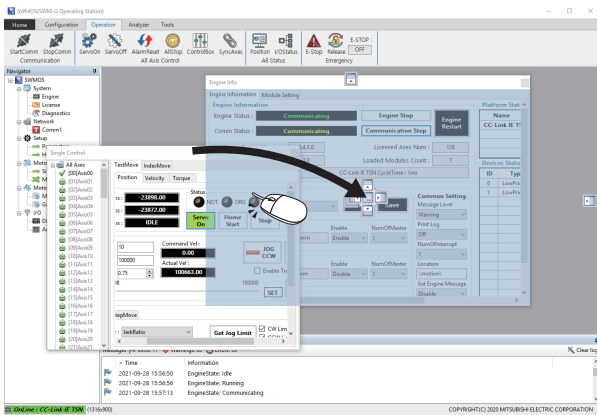 SWMOS(SWM-G Operating Station)
Home Configuration Operation Analyzer Tools
StartComm StopComm ServoOn ServoOff AlarmReset AllStop ControlBox SyncAxes Position I/OStatus E-Stop Release
E-STOP :
OFF
Communication All Axis Control All Status Emergency
Navigator
SWMOS
System
Engine
License
Diagnostics
Network
Comm1
Setup
Single Control
All Axes
[00]Axis00
[01]Axis01
[02]Axis02
[03]Axis03
[04]Axis04
[05]Axis05
[06]Axis06
[07]Axis07
[08]Axis08
[09]Axis09
[10]Axis10
[11]Axis11
[12]Axis12
[13]Axis13
[14]Axis14
[15]Axis15
[16]Axis16
[17]Axis17
[18]Axis18
[19]Axis19
[20]Axis20
[21]Axis21
TestMove IndexMove
Position Velocity Torque
Status
-23898.00
-23872.00
IDLE
NOT ORG
Servo On
Home Start
Step
10
Command Vel :
0.00
100000
Actual Vel :
0.75
100663.00
JOG CCW
Enable
100000
SET
JerkRatio
Get Jog Limit
CW Lim
Engine Info
Engine Information Module Setting
Engine Information
Engine Status : Communicating Engine Stop
Engine Restart
Comm Status : Communicating Communication Stop
Licensed Axes Num : 128
Loaded Modules Count : 7
CC-Link IE TSN CycleTime : 1ms
Save
Enable NumOfMaster
Enable 1
Enable NumOfMaster
Disable 1
Common Setting
Message Level
Warning
Print Log
Off
NumOfInterrupt
1
Location
.\motion\
Get Engine Message
Disable
Platform Stat
Name
CC-Link IE TS
Devices Statu
ID Typ
0 LowPrio
1 LowPrio
Clear log
> Time Information
2021-09-28 15:56:50 EngineState: Idle
2021-09-28 15:56:56 EngineState: Running
2021-09-28 15:57:13 EngineState: Communicating
OnLine : CC-Link IE TSN (1316x900) COPYRIGHT(C) 2020 MITSUBISHI ELECTRIC CORPORATION